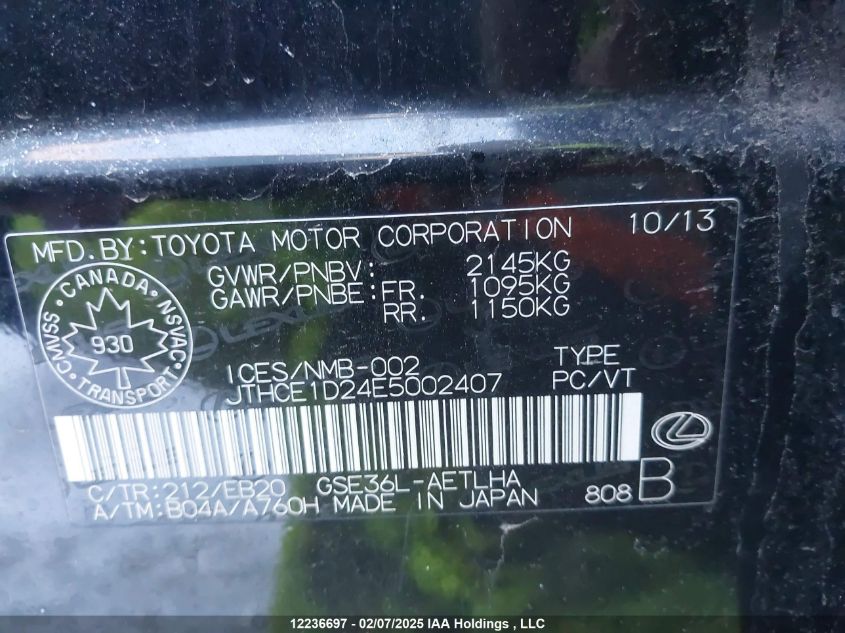 MFD.BY:TOYOTA MOTOR CORPORATION 10/13
GVWR/PNBV: 2145KG
GAWR/PNBE:FR. 1095KG
RR. 1150KG
CANADA
CMVSS 930 NSVAC
TRANSPORT
ICES/NMB-002 TYPE
JTHCE1D24E5002407 PC/VT
C/TR:212/EB20 GSE36L-AETLHA
A/TM:B04A/A760H MADE IN JAPAN 808 B
12236697 - 02/07/2025 IAA Holdings , LLC